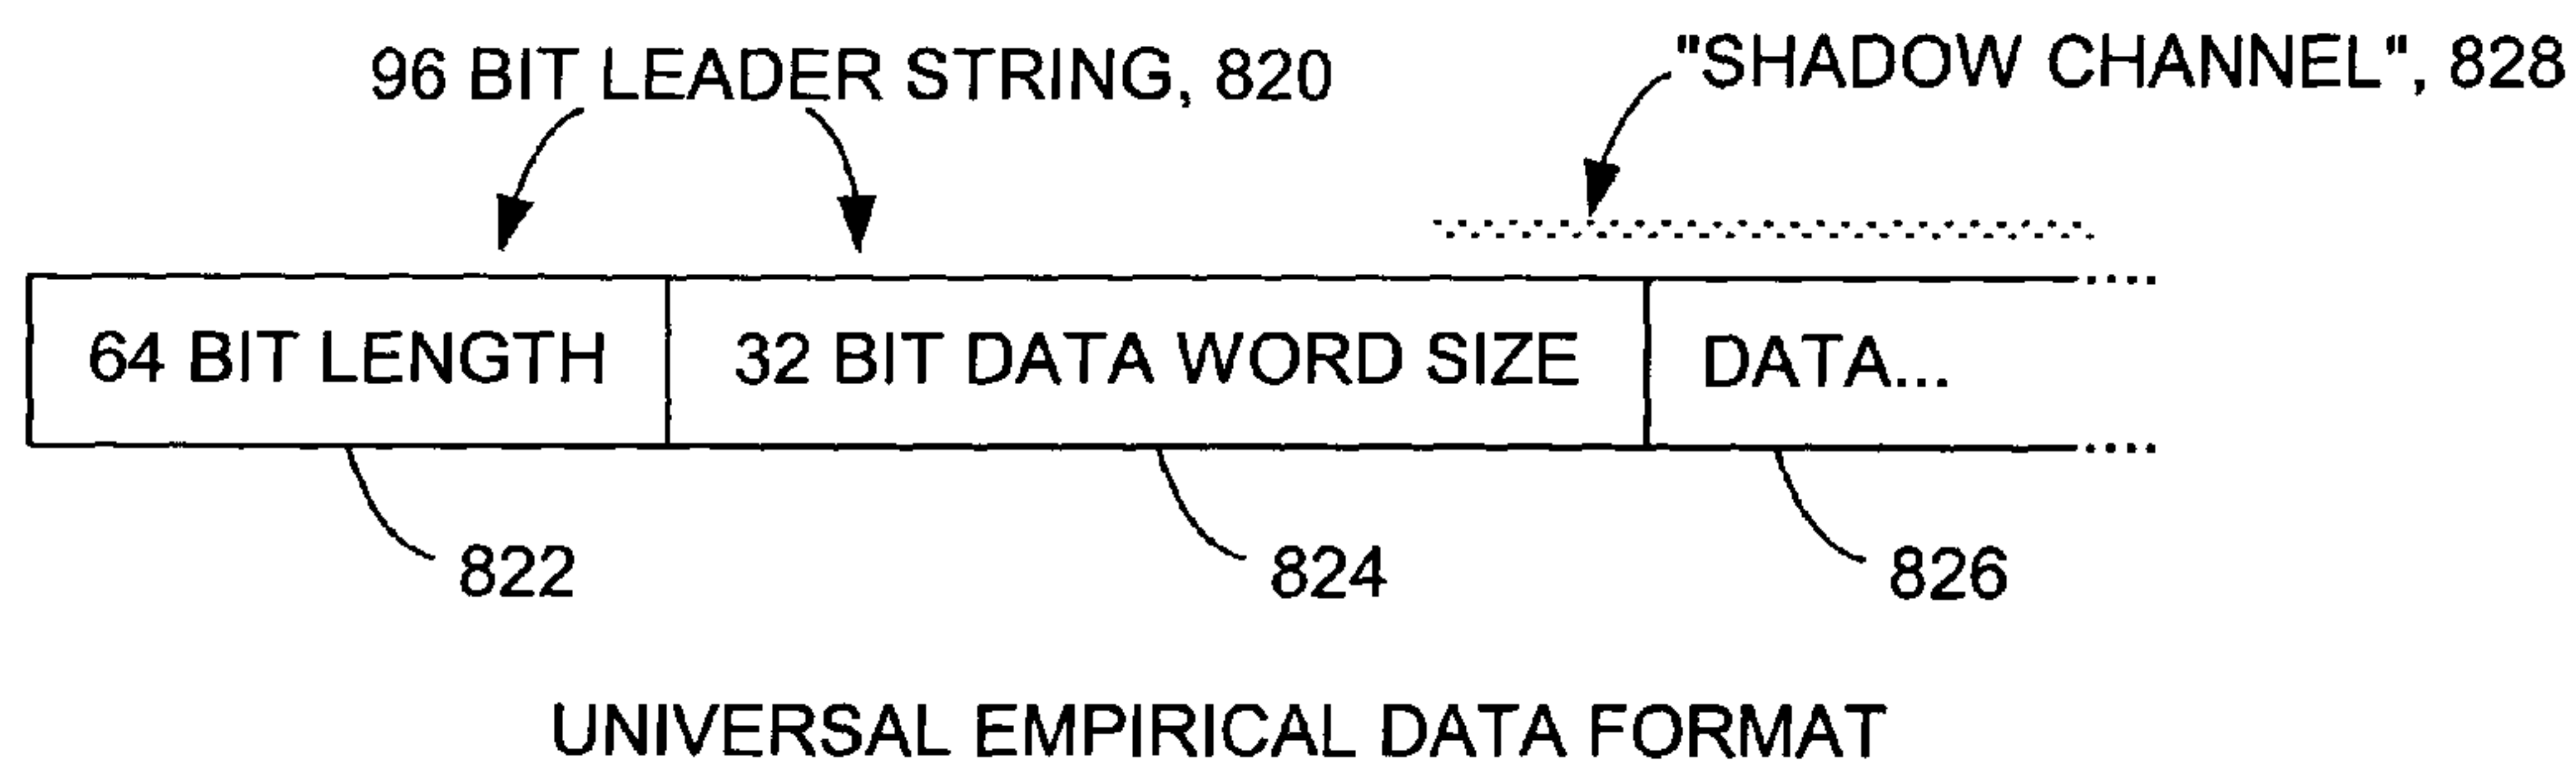 96 BIT LEADER STRING, 820
"SHADOW CHANNEL", 828
64 BIT LENGTH
32 BIT DATA WORD SIZE
DATA...
822
824
826
UNIVERSAL EMPIRICAL DATA FORMAT